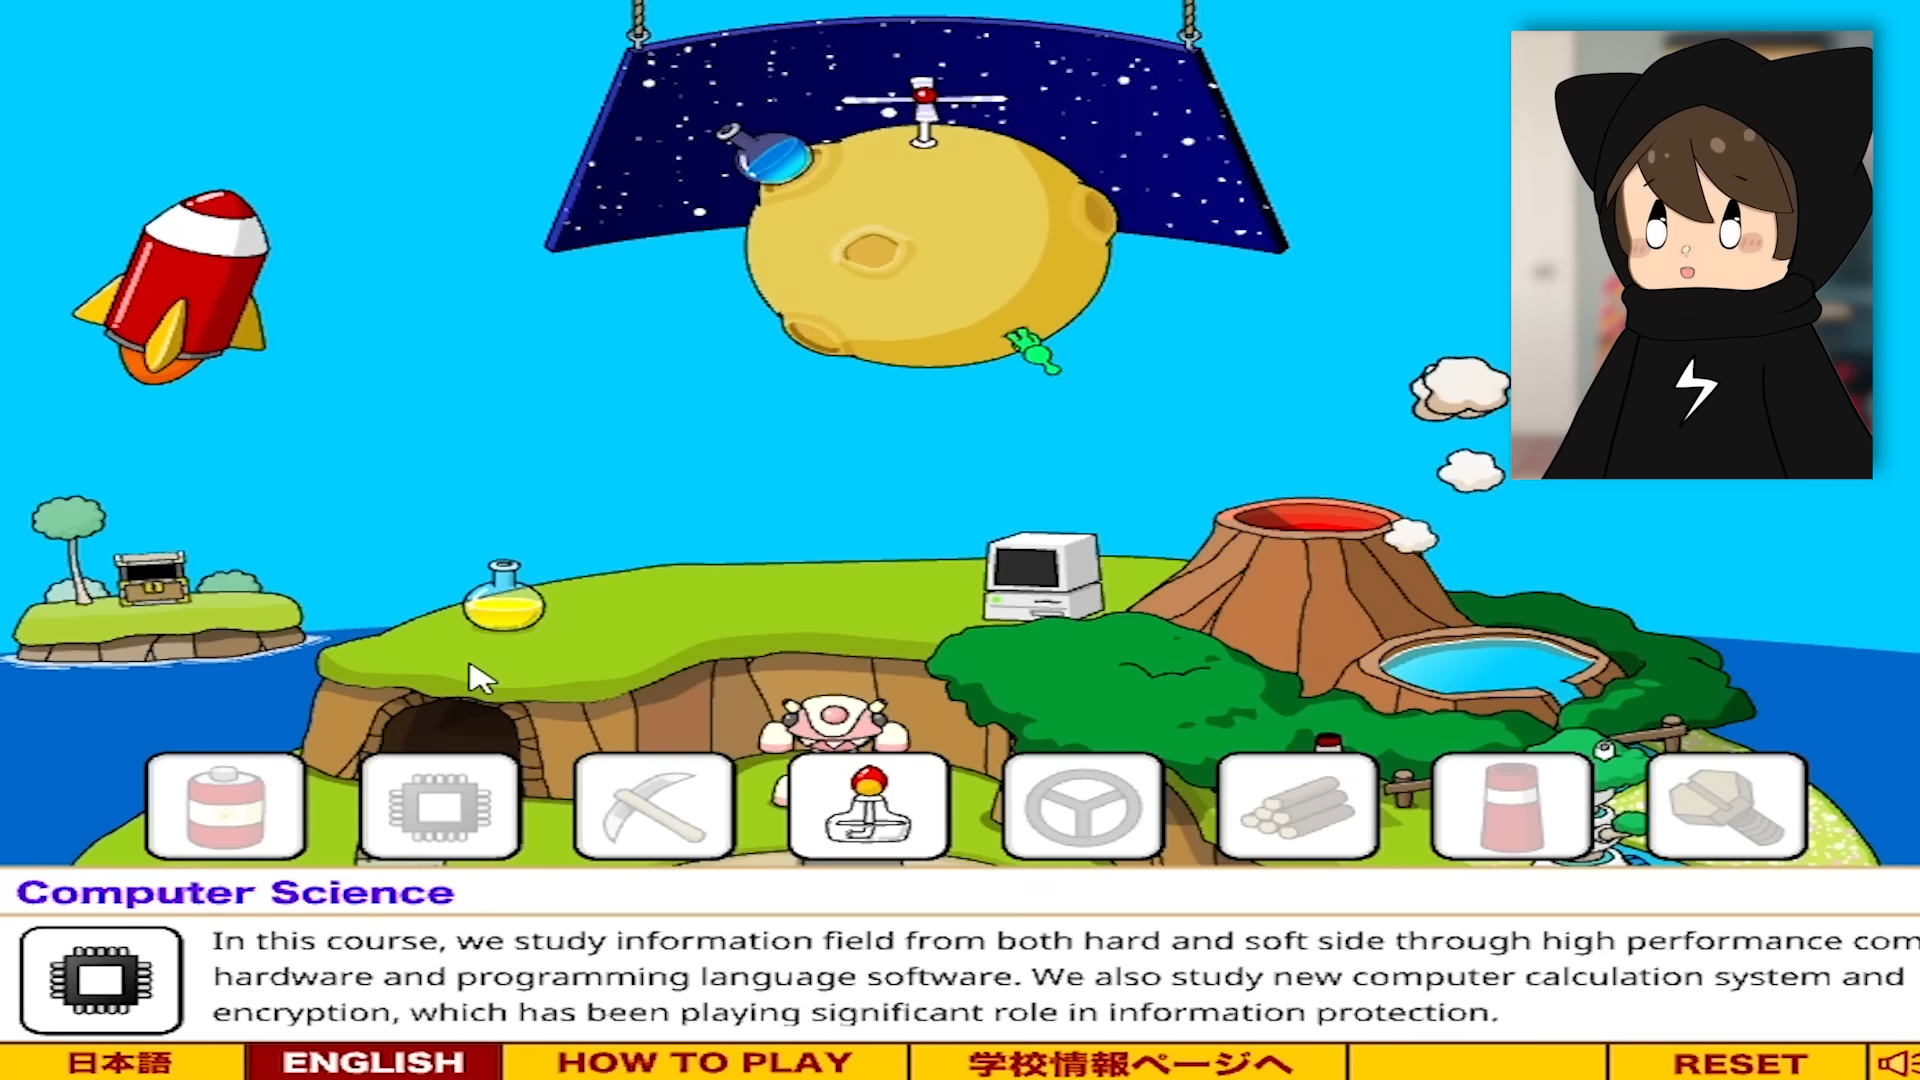 Computer Science
In this course, we study information field from both hard and soft side through high performance com
hardware and programming language software. We also study new computer calculation system and
encryption, which has been playing significant role in information protection.
日本語 ENGLISH HOW TO PLAY 学校情報ページへ RESET